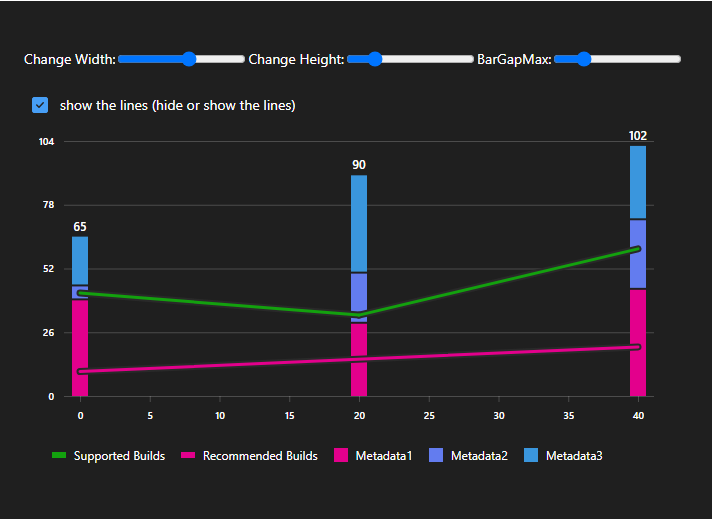 Change Width: Change Height: BarGapMax:
show the lines (hide or show the lines)
104
78
52
26
0
65
90
102
0 5 10 15 20 25 30 35 40
Supported Builds Recommended Builds Metadata1 Metadata2 Metadata3